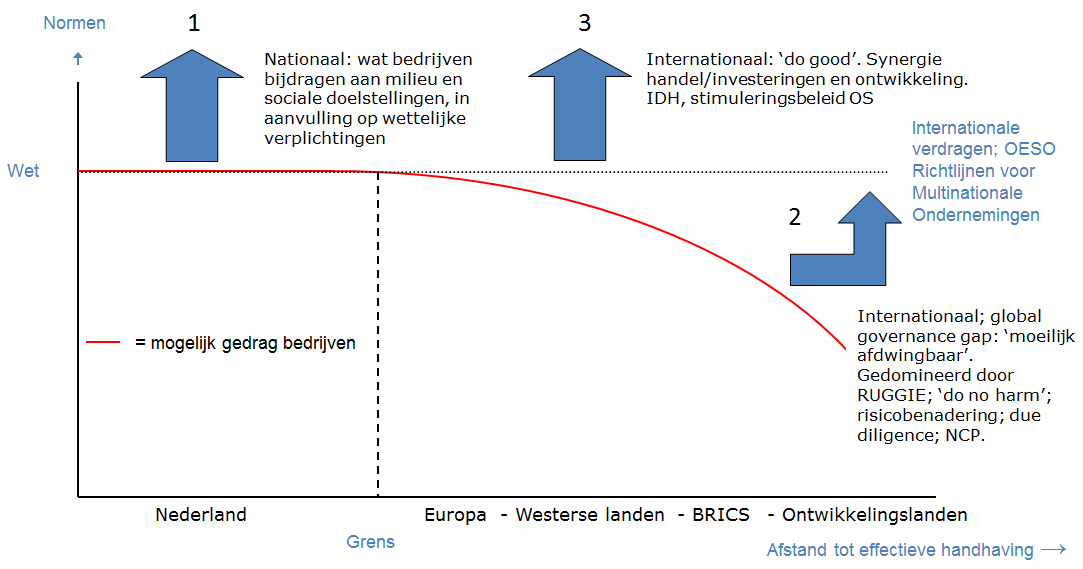 Normen
1
3
Nationaal: wat bedrijven
bijdragen aan milieu en
sociale doelstellingen, in
aanvulling op wettelijke
verplichtingen
Internationaal: ‘do good’. Synergie
handel/investeringen en ontwikkeling.
IDH, stimuleringsbeleid OS
Internationale
verdragen; OESO
Richtlijnen voor
Multinationale
Ondernemingen
Wet
2
Internationaal; global
governance gap: ‘moeilijk
afdwingbaar’.
Gedomineerd door
RUGGIE; ‘do no harm’;
risicobenadering; due
diligence; NCP.
= mogelijk gedrag bedrijven
Nederland
Europa - Westerse landen - BRICS - Ontwikkelingslanden
Grens
Afstand tot effectieve handhaving →